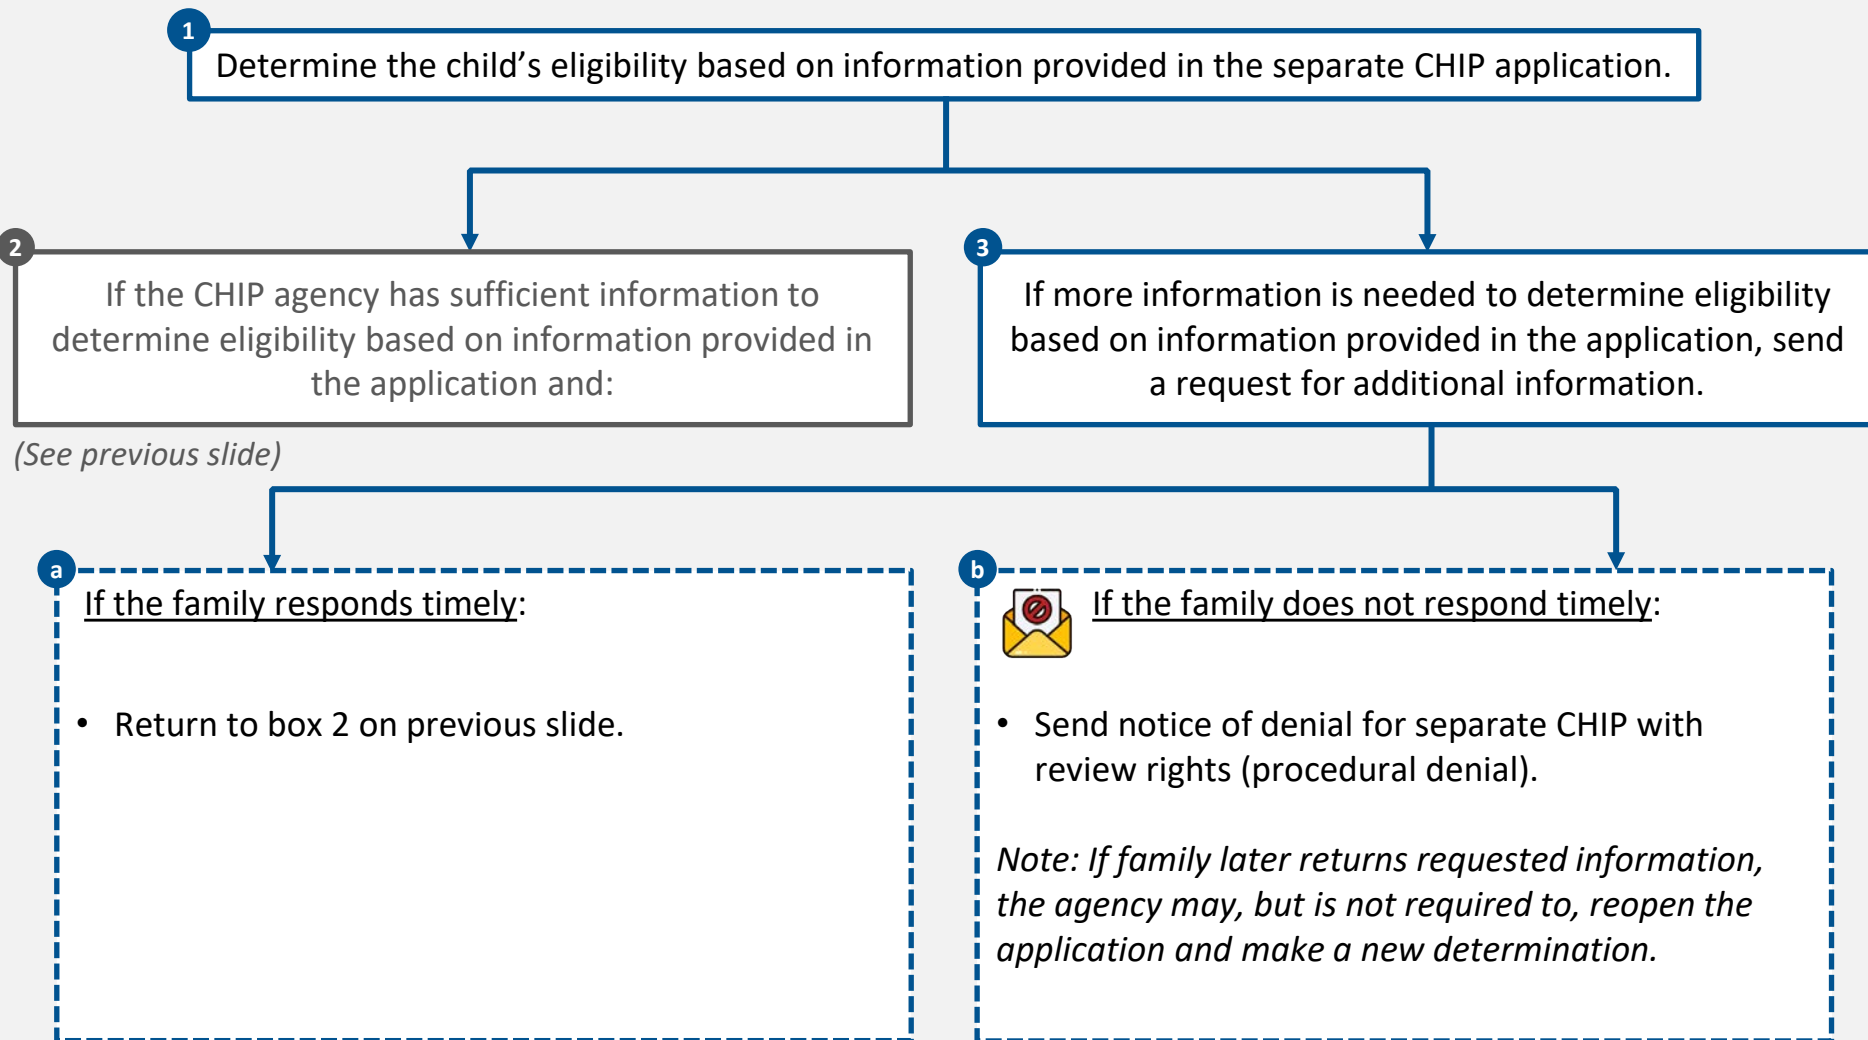 1
Determine the child’s eligibility based on information provided in the separate CHIP application.
2
If the CHIP agency has sufficient information to
determine eligibility based on information provided in
the application and:
(See previous slide)
3
If more information is needed to determine eligibility
based on information provided in the application, send
a request for additional information.
a
If the family responds timely:
• Return to box 2 on previous slide.
b
If the family does not respond timely:
• Send notice of denial for separate CHIP with
review rights (procedural denial).
Note: If family later returns requested information,
the agency may, but is not required to, reopen the
application and make a new determination.